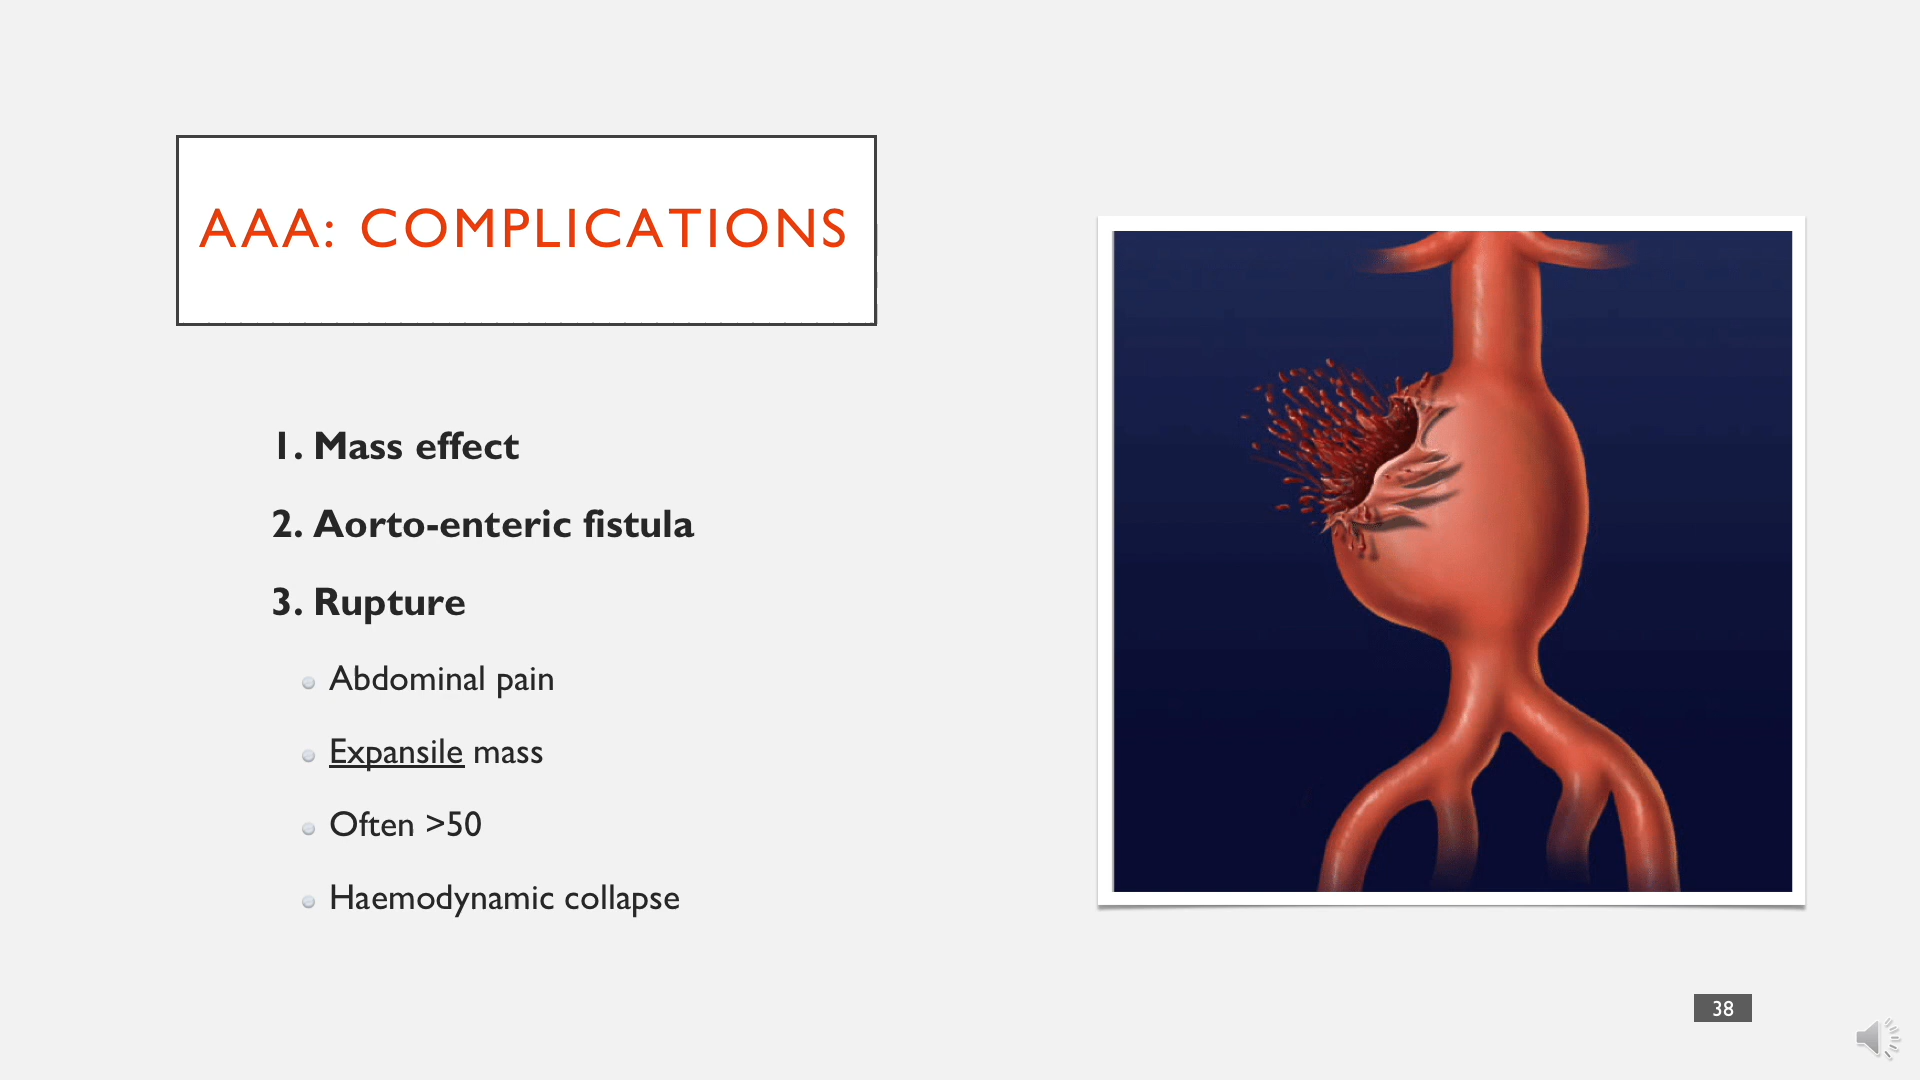 AAA: COMPLICATIONS
1. Mass effect
2. Aorto-enteric fistula
3. Rupture
Abdominal pain
Expansile mass
Often >50
Haemodynamic collapse
38